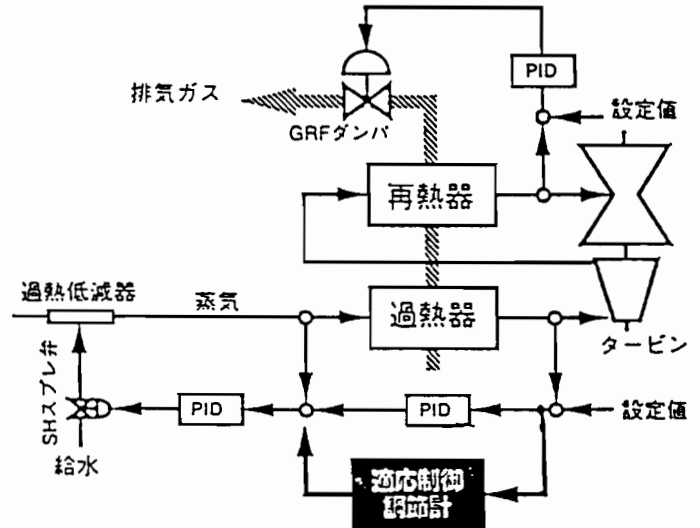 PID
排気ガス
設定値
GRFダンパ
再熱器
過熱低減器
蒸気
過熱器
タービン
SHスプレ弁
PID
PID
設定値
給水
適応制御
調節計